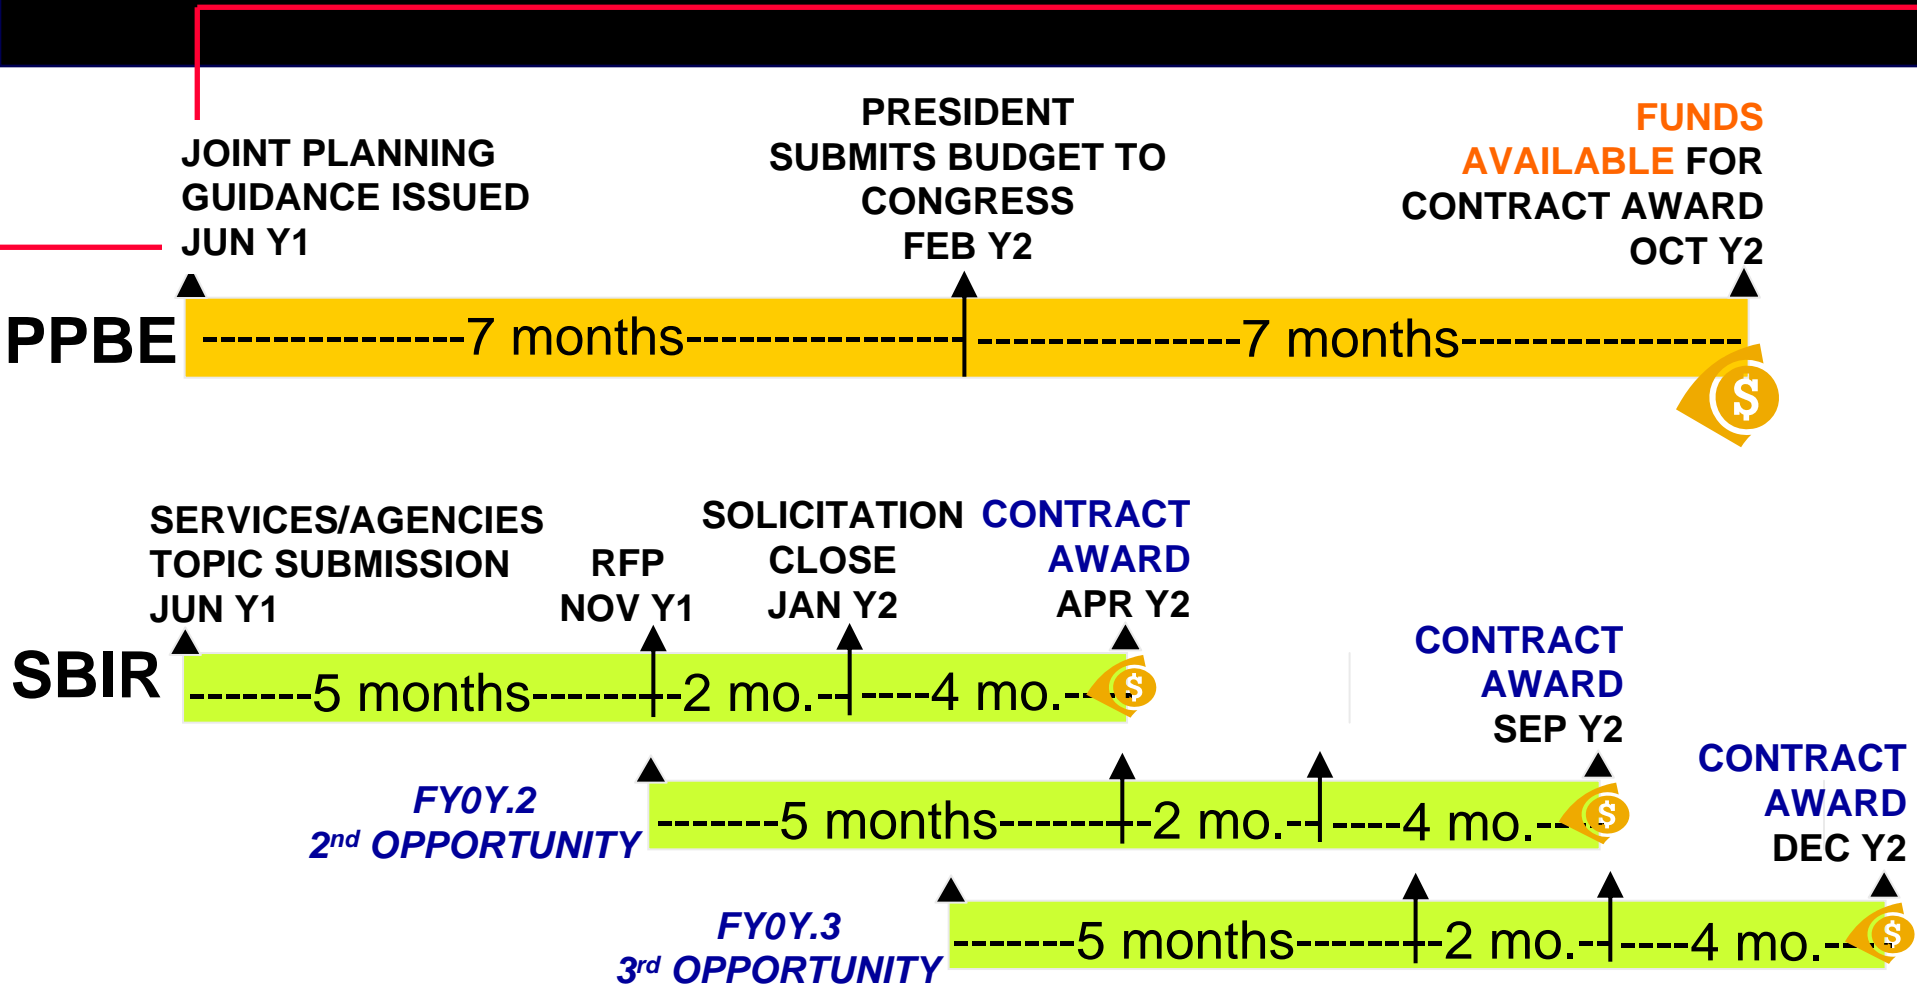 JOINT PLANNING
GUIDANCE ISSUED
JUN Y1
PRESIDENT
SUBMITS BUDGET TO
CONGRESS
FEB Y2
FUNDS
AVAILABLE FOR
CONTRACT AWARD
OCT Y2
PPBE
---------------7 months----------------
---------------7 months----------------
$
SERVICES/AGENCIES
TOPIC SUBMISSION
JUN Y1
RFP
NOV Y1
SOLICITATION
CLOSE
JAN Y2
CONTRACT
AWARD
APR Y2
SBIR
-------5 months-------
--2 mo.--
----4 mo.----
$
CONTRACT
AWARD
SEP Y2
FY0Y.2
2nd OPPORTUNITY
-------5 months-------
--2 mo.--
----4 mo.----
$
CONTRACT
AWARD
DEC Y2
FY0Y.3
3rd OPPORTUNITY
-------5 months-------
--2 mo.--
----4 mo.----
$